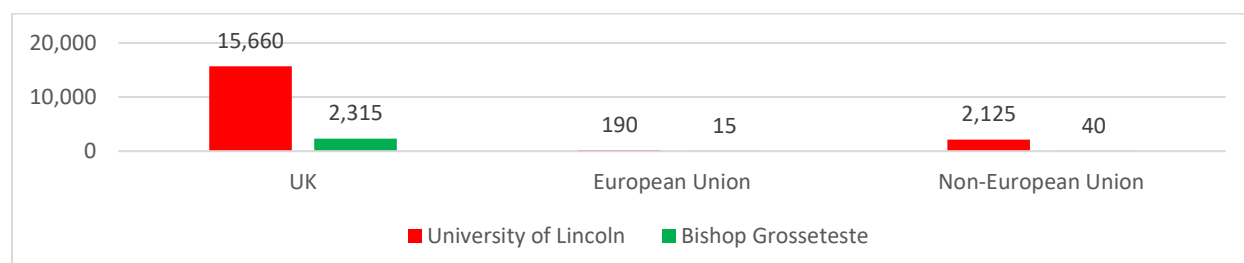 20,000
10,000
0
15,660
2,315
190
15
2,125
40
UK
European Union
Non-European Union
University of Lincoln
Bishop Grosseteste